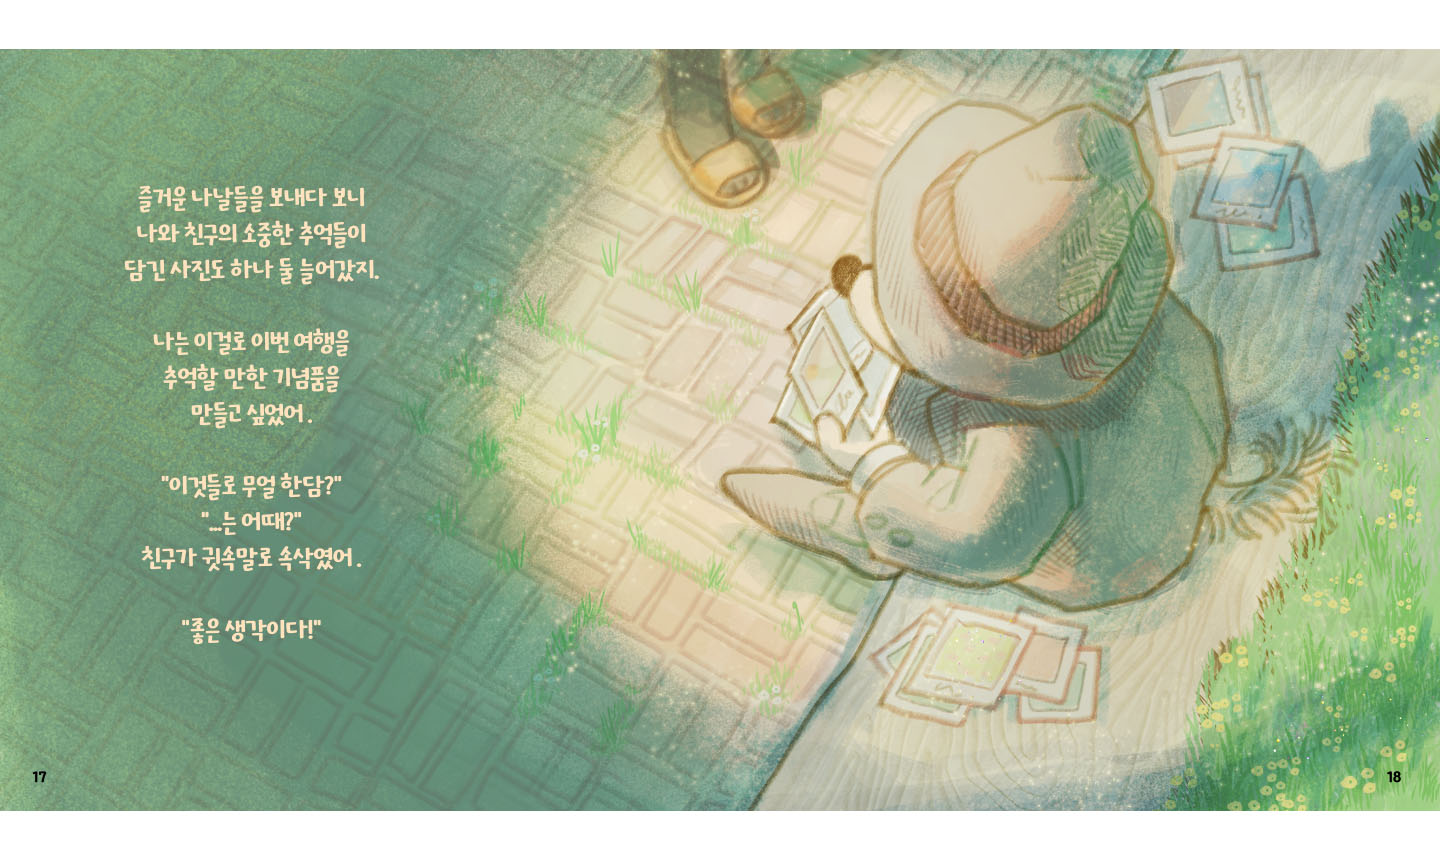 즐거운 나날들을 보내다 보니
나와 친구의 소중한 추억들이
담긴 사진도 하나 둘 늘어갔지.
나는 이걸로 이번 여행을
추억할 만한 기념품을
만들고 싶었어.
"이것들로 무얼 한담?"
"...는 어때?"
친구가 귓속말로 속삭였어.
"좋은 생각이다!"
17
18